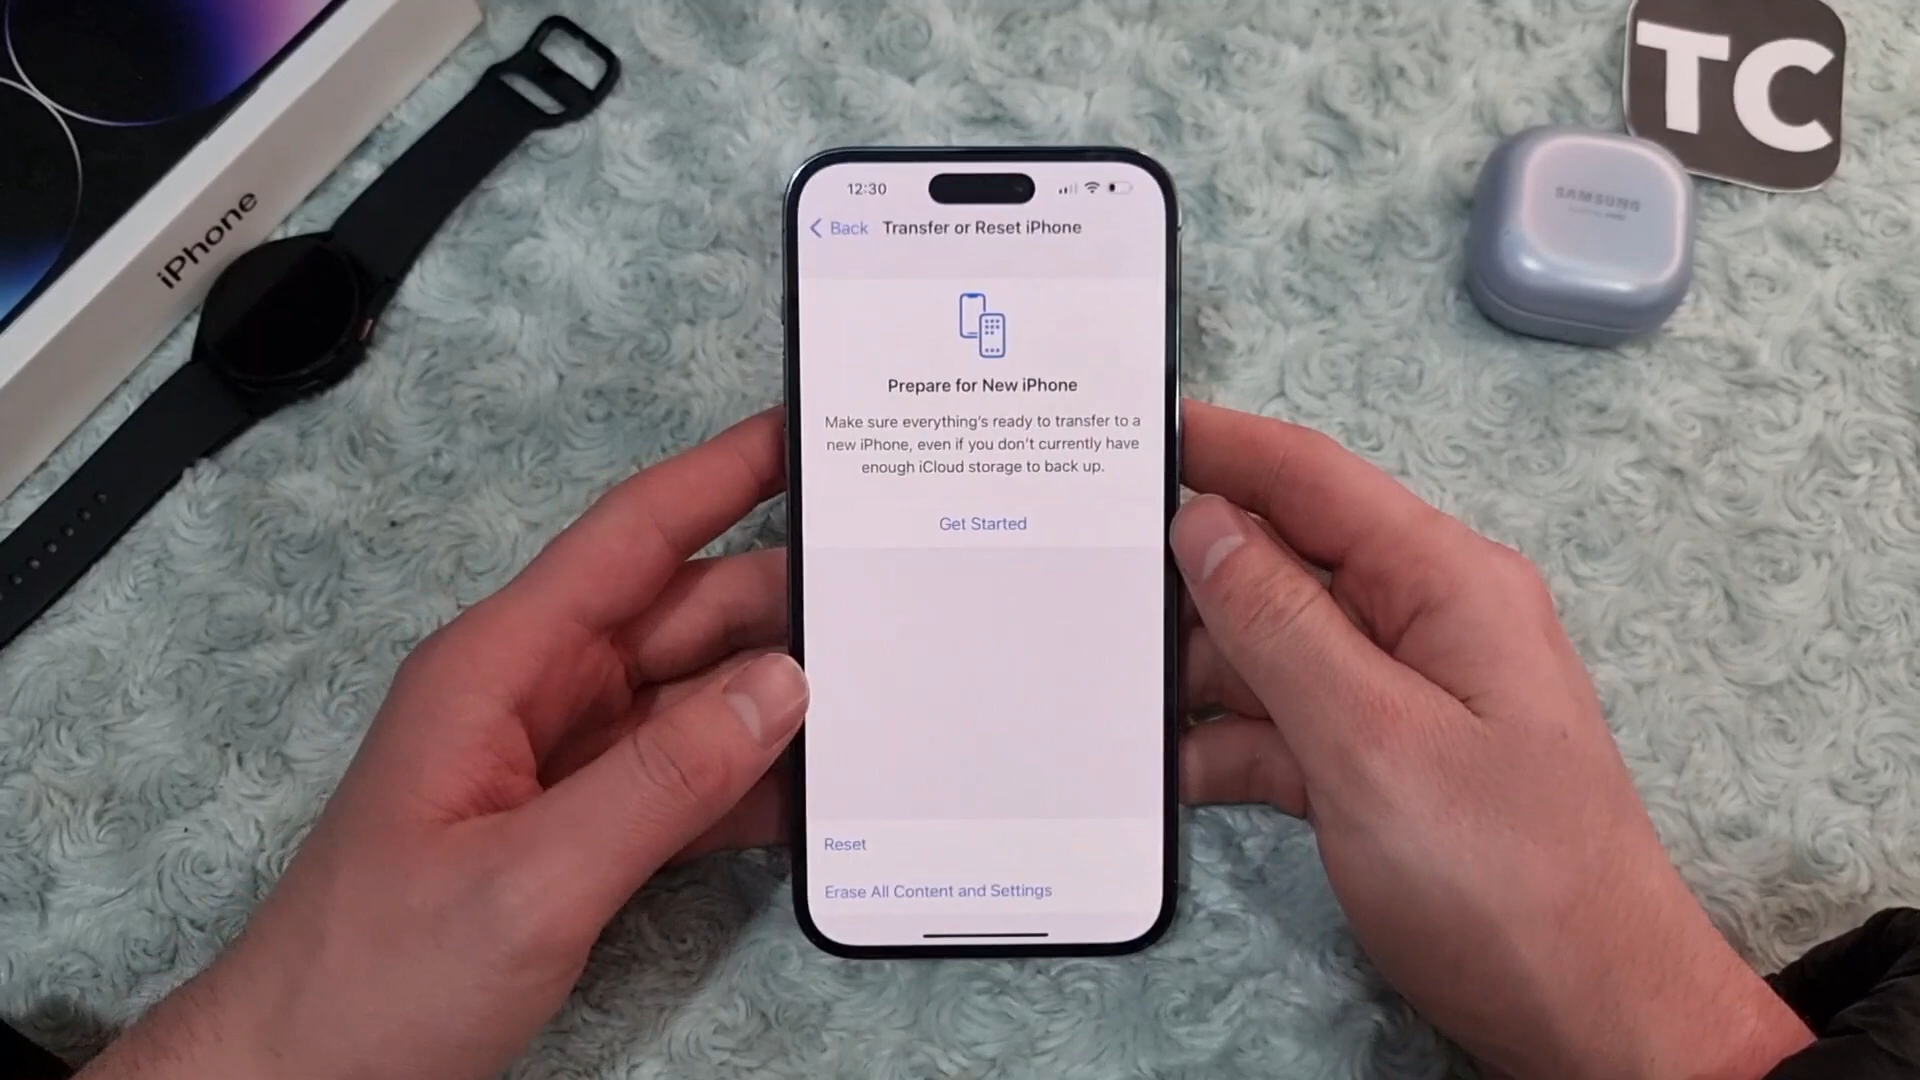 iPhone
TC
SAMSUNG
12:30
Back
Transfer or Reset iPhone
Prepare for New iPhone
Make sure everything's ready to transfer to a
new iPhone, even if you don't currently have
enough iCloud storage to back up.
Get Started
Reset
Erase All Content and Settings